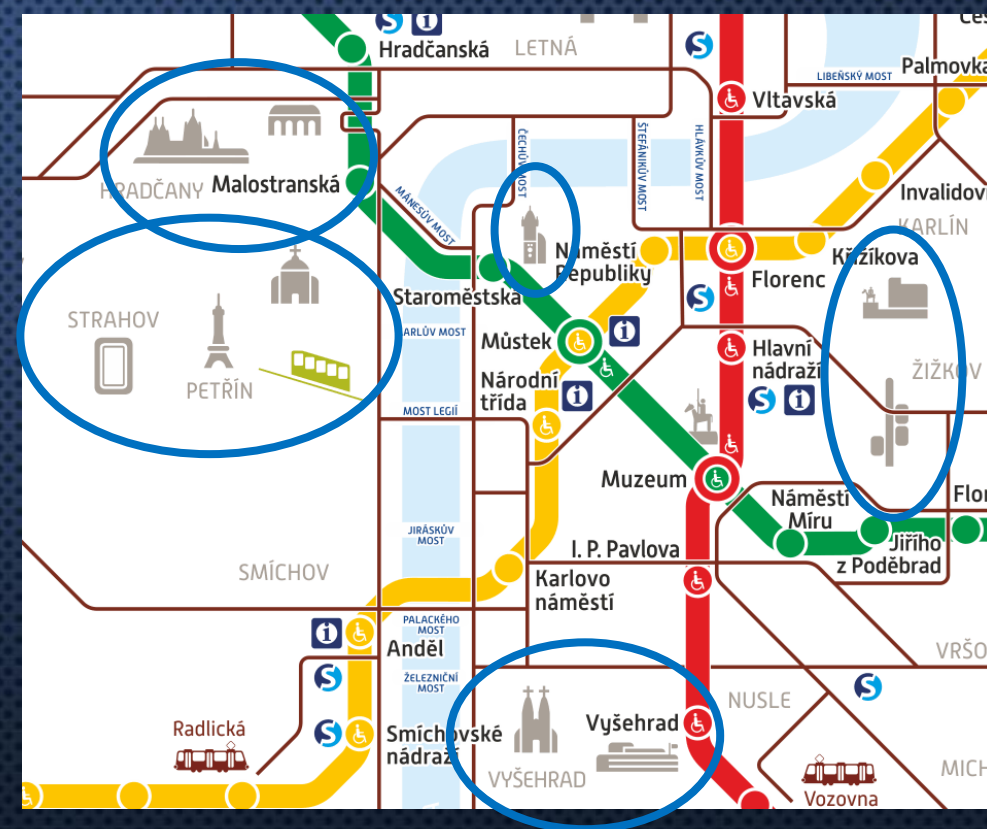 Hradčanská
LETNÁ
Palmovka
LIBEŇSKÝ MOST
Vltavská
ČECHŮV MOST
ŠTEFÁNIKŮV MOST
HLÁVKŮV MOST
HRADČANY
Malostranská
MÁNESŮV MOST
Invalidov
KARLÍN
Náměstí
Republiky
Křižíkova
Florenc
Staroměstská
STRAHOV
PETŘÍN
ARLŮV MOST
Můstek
Hlavní
nádraží
ŽIŽKOV
Národní
třída
MOST LEGIÍ
Muzeum
Náměstí
Míru
Flor
JIRÁSKŮV
MOST
I. P. Pavlova
Jiřího
z Poděbrad
SMÍCHOV
Karlovo
náměstí
PALACKÉHO
MOST
Anděl
VRŠO
ŽELEZNIČNÍ
MOST
NUSLE
Radlická
Smíchovské
nádraží
Vyšehrad
VYŠEHRAD
MICH
Vozovna